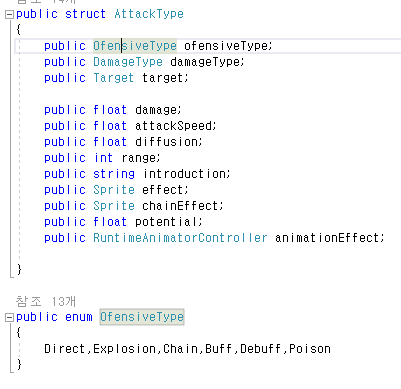 public struct AttackType
{
public OfensiveType ofensiveType;
public DamageType damageType;
public Target target;
public float damage;
public float attackSpeed;
public float diffusion;
public int range;
public string introduction;
public Sprite effect;
public Sprite chainEffect;
public float potential;
public RuntimeAnimatorController animationEffect;
}
참조 13개
public enum OfensiveType
{
Direct,Explosion,Chain,Buff,Debuff,Poison
}